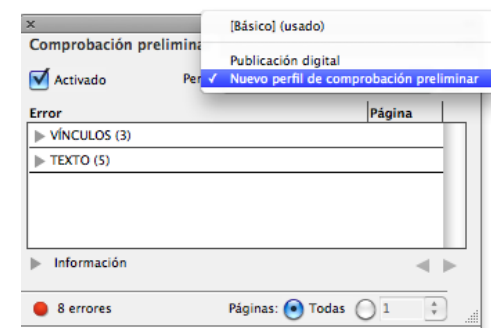 [Básico] (usado)
Comprobación prelimina
Publicación digital
Activado Per
✓ Nuevo perfil de comprobación preliminar
Error Página
VÍNCULOS (3)
TEXTO (5)
Información
8 errores Páginas: Todas 1